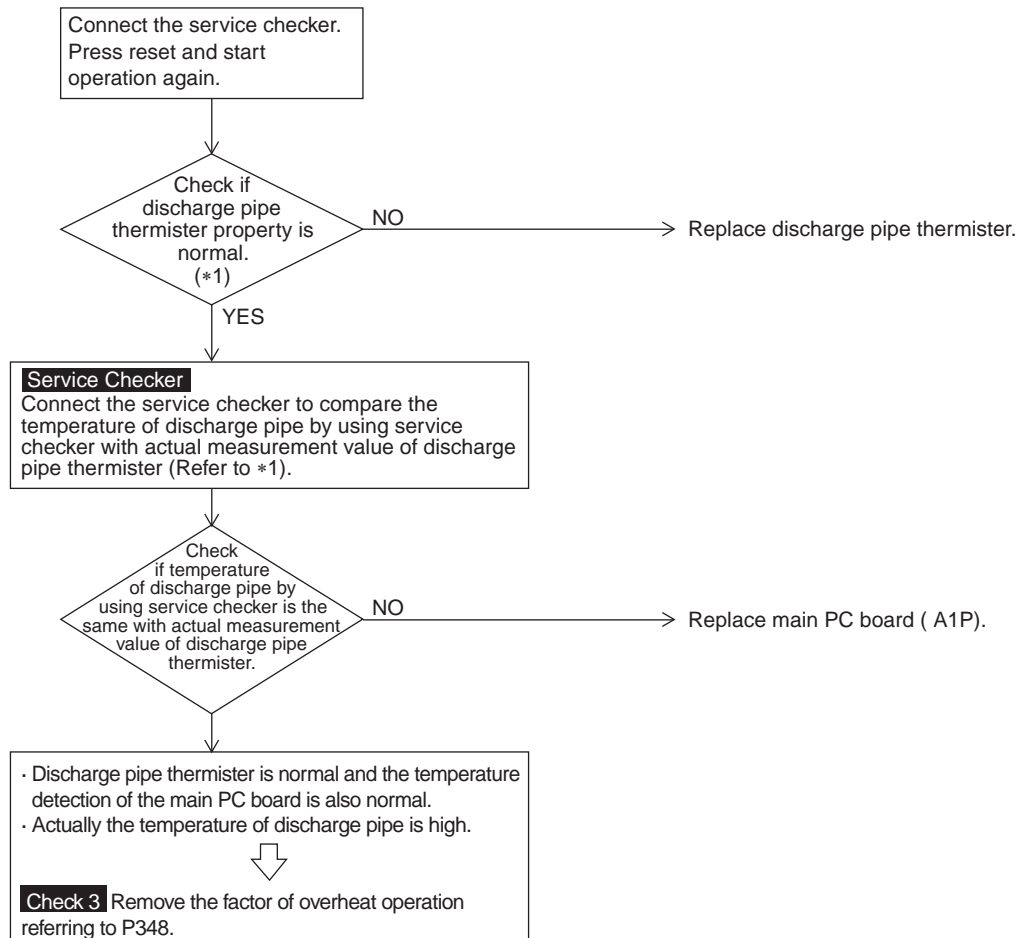 Connect the service checker.
Press reset and start
operation again.
Check if
discharge pipe
thermister property is
normal.
(∗1)
NO
Replace discharge pipe thermister.
YES
Service Checker
Connect the service checker to compare the
temperature of discharge pipe by using service
checker with actual measurement value of discharge
pipe thermister (Refer to ∗1).
Check
if temperature
of discharge pipe by
using service checker is the
same with actual measurement
value of discharge pipe
thermister.
NO
Replace main PC board ( A1P).
· Discharge pipe thermister is normal and the temperature
detection of the main PC board is also normal.
· Actually the temperature of discharge pipe is high.
Check 3 Remove the factor of overheat operation
referring to P348.